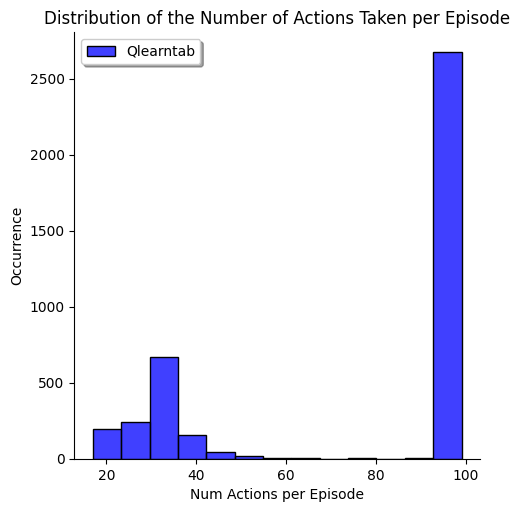 Distribution of the Number of Actions Taken per Episode
Qlearntab
2500
2000
1500
1000
500
0
Occurrence
20 40 60 80 100
Num Actions per Episode